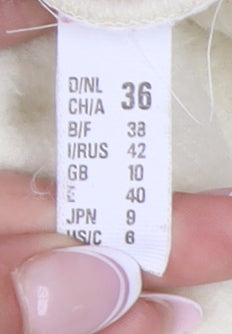 D/NL
CH/A 36
B/F 38
I/RUS 42
GB 10
E 40
JPN 9
US/C 6